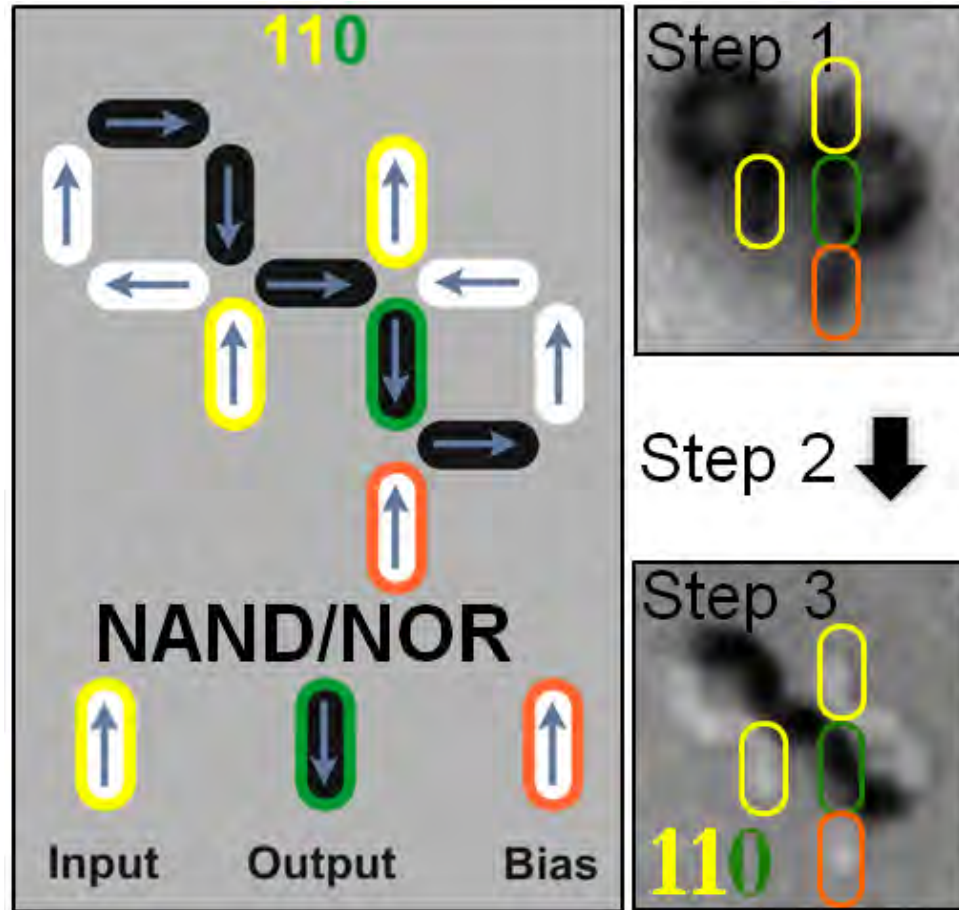 110
NAND/NOR
Input Output Bias
Step 1
Step 2
Step 3
110